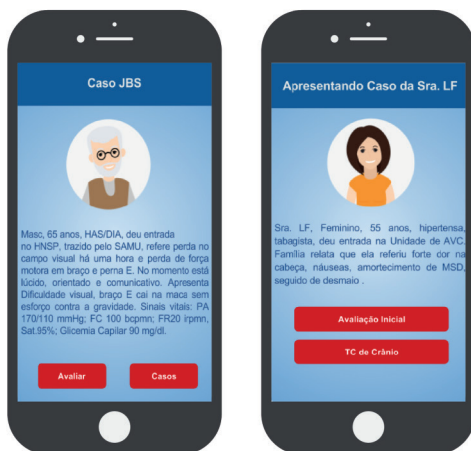 Caso JBS
Masc, 65 anos, HAS/DIA, deu entrada
no HNSP, trazido pelo SAMU, refere perda no
campo visual há uma hora e perda de força
motora em braço e perna E. No momento está
lúcido, orientado e comunicativo. Apresenta
Dificuldade visual, braço E cai na maca sem
esforço contra a gravidade. Sinais vitais: PA
170/110 mmHg; FC 100 bcpmn; FR20 irpmn,
Sat.95%; Glicemia Capilar 90 mg/dl.
Avaliar
Casos
Apresentando Caso da Sra. LF
Sra. LF, Feminino, 55 anos, hipertensa,
tabagista, deu entrada na Unidade de AVC.
Família relata que ela referiu forte dor na
cabeça, náuseas, amortecimento de MSD,
seguido de desmaio .
Avaliação Inicial
TC de Crânio